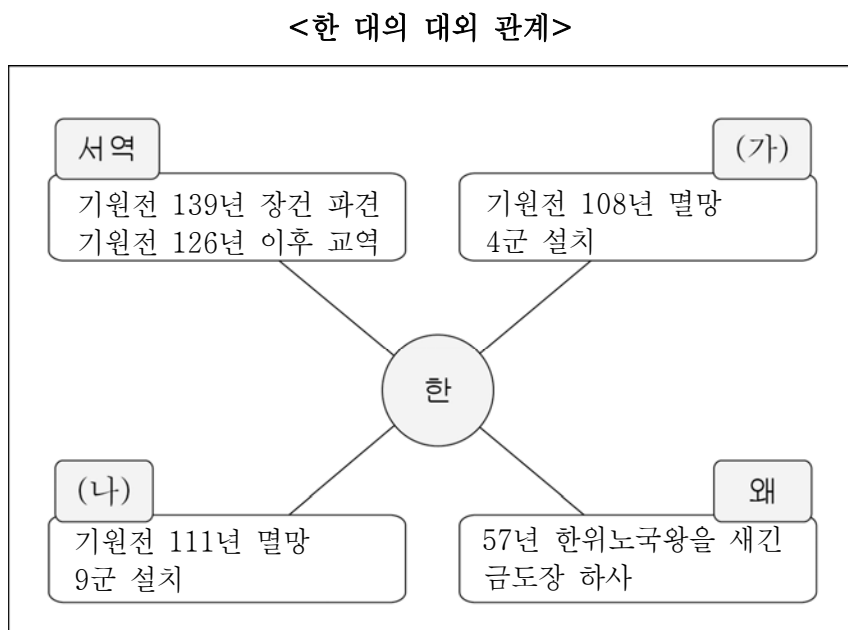 <한 대의 대외 관계>
서역
기원전 139년 장건 파견
기원전 126년 이후 교역
(가)
기원전 108년 멸망
4군 설치
한
(나)
기원전 111년 멸망
9군 설치
왜
57년 한위노국왕을 새긴
금도장 하사